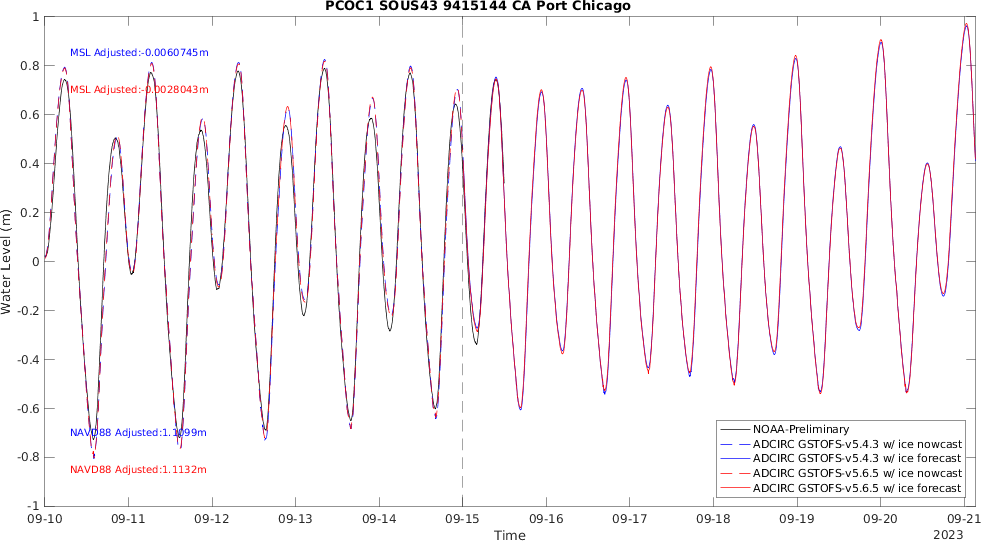 PCOC1 SOUS43 9415144 CA Port Chicago
1
0.8
0.6
0.4
0.2
0
-0.2
-0.4
-0.6
-0.8
-1
Water Level (m)
MSL Adjusted:-0.0060745m
MSL Adjusted:-0.0028043m
NAVD88 Adjusted:1.1099m
NAVD88 Adjusted:1.1132m
NOAA-Preliminary
ADCIRC GSTOFS-v5.4.3 w/ ice nowcast
ADCIRC GSTOFS-v5.4.3 w/ ice forecast
ADCIRC GSTOFS-v5.6.5 w/ ice nowcast
ADCIRC GSTOFS-v5.6.5 w/ ice forecast
09-10 09-11 09-12 09-13 09-14 09-15 09-16 09-17 09-18 09-19 09-20 09-21
Time
2023